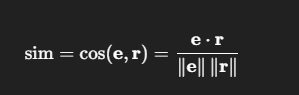 sim = cos(e, r) = e · r / ‖e‖ ‖r‖